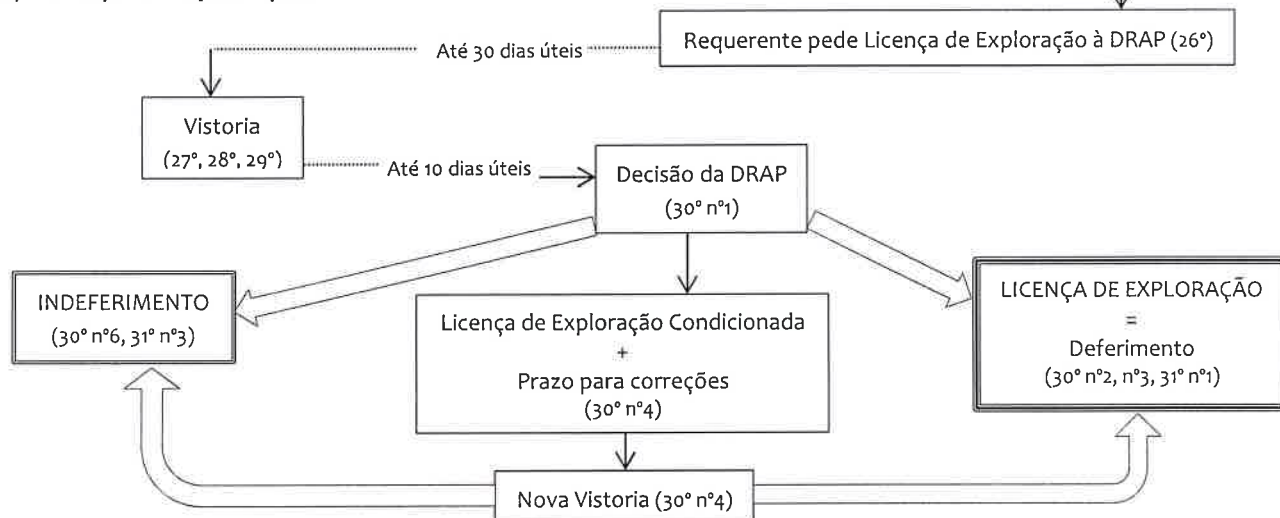 Requerente pede Licença de Exploração à DRAP (26º)
Até 30 dias úteis
Vistoria
(27º, 28º, 29º)
Até 10 dias úteis
Decisão da DRAP
(30º nº1)
INDEFERIMENTO
(30º nº6, 31º nº3)
Licença de Exploração Condicionada
+
Prazo para correções
(30º nº4)
LICENÇA DE EXPLORAÇÃO
=
Deferimento
(30º nº2, nº3, 31º nº1)
Nova Vistoria (30º nº4)